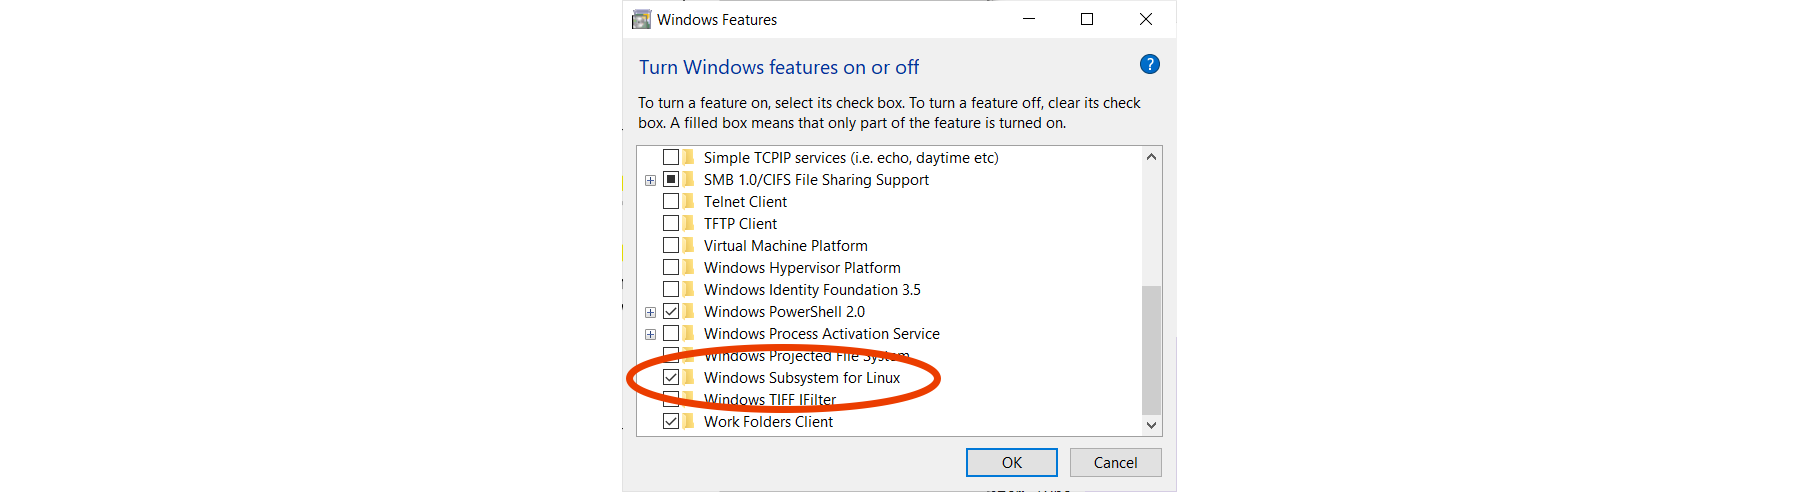 Windows Features
Turn Windows features on or off
?
To turn a feature on, select its check box. To turn a feature off, clear its check
box. A filled box means that only part of the feature is turned on.
Simple TCPIP services (i.e. echo, daytime etc)
SMB 1.0/CIFS File Sharing Support
Telnet Client
TFTP Client
Virtual Machine Platform
Windows Hypervisor Platform
Windows Identity Foundation 3.5
Windows PowerShell 2.0
Windows Process Activation Service
Windows Projected File System
Windows Subsystem for Linux
Windows TIFF IFilter
Work Folders Client
OK Cancel